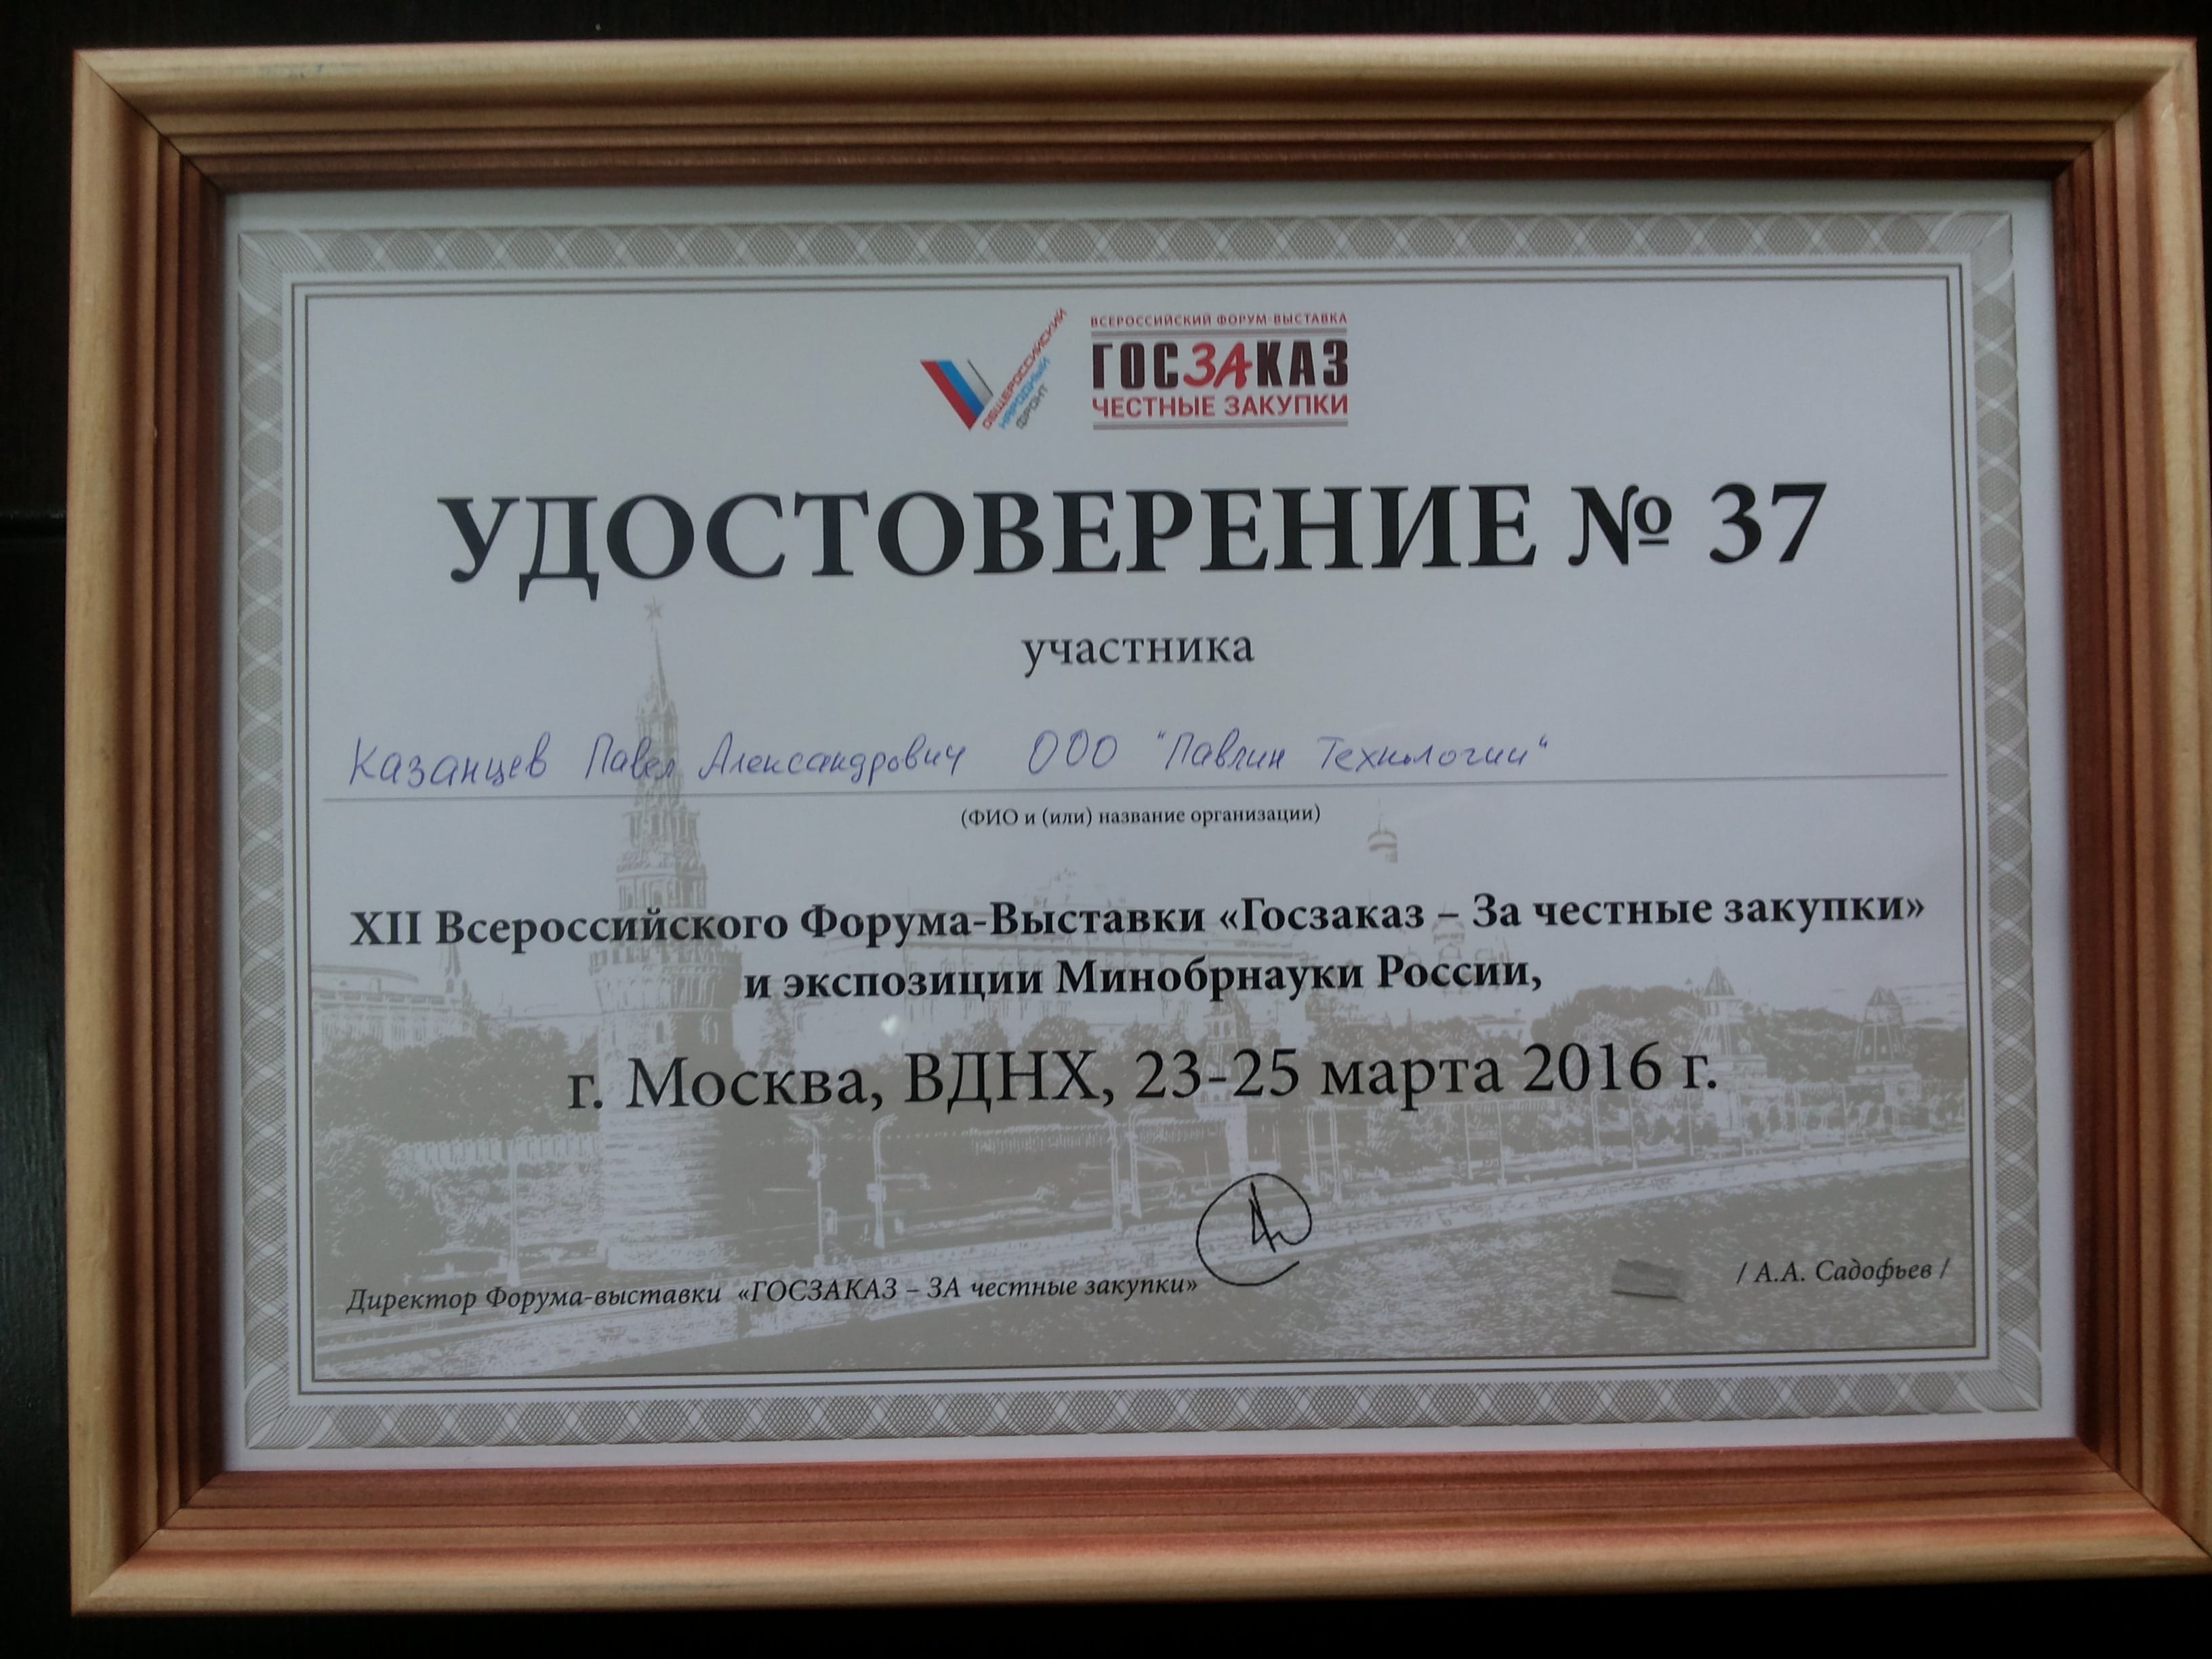 ОБЩЕРОССИЙСКИЙ
НАРОДНЫЙ
ФРОНТ
ВСЕРОССИЙСКИЙ ФОРУМ-ВЫСТАВКА
ГОСЗАКАЗ
ЧЕСТНЫЕ ЗАКУПКИ
УДОСТОВЕРЕНИЕ № 37
участника
Казанцев Павел Александрович ООО "Павлин Технологии"
(ФИО и (или) название организации)
XII Всероссийского Форума-Выставки «Госзаказ – За честные закупки»
и экспозиции Минобрнауки России,
г. Москва, ВДНХ, 23-25 марта 2016 г.
Директор Форума-выставки «ГОСЗАКАЗ – ЗА честные закупки» / А.А. Садофьев /